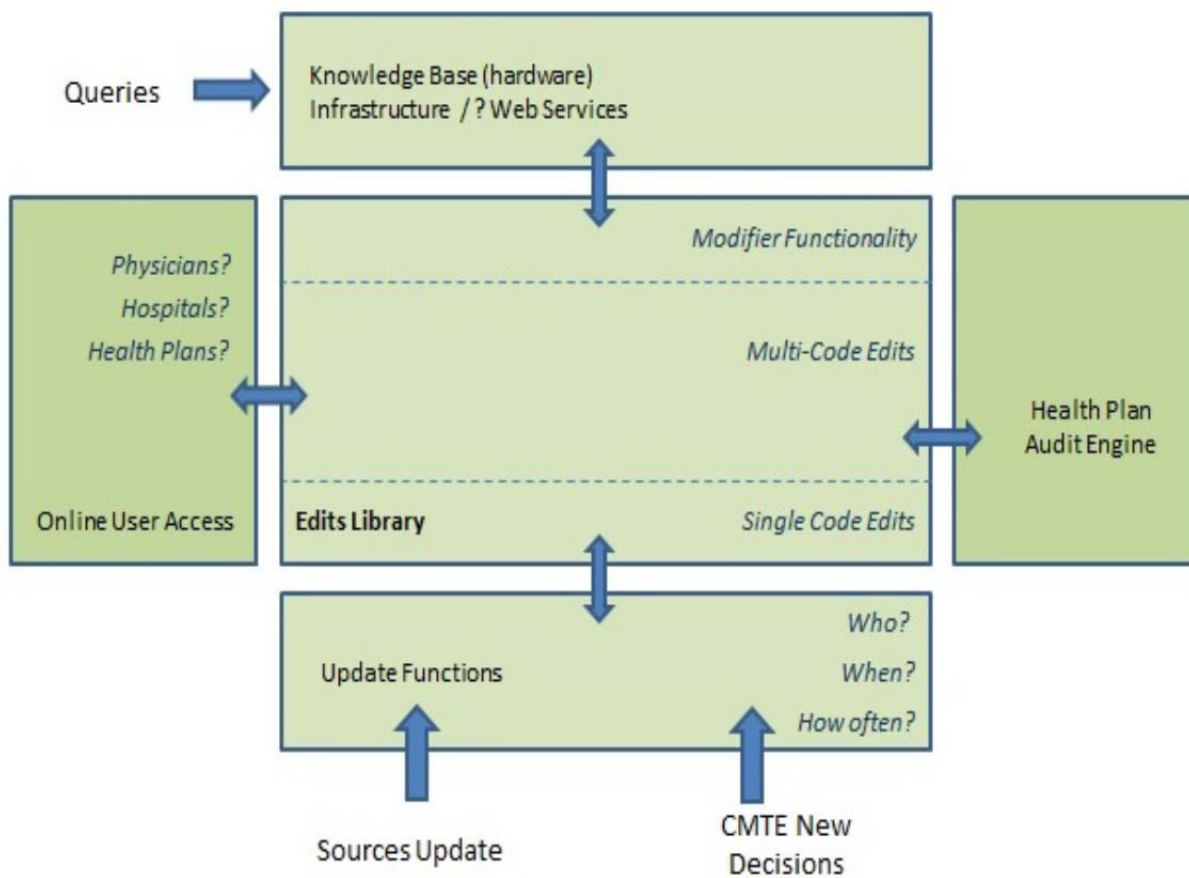 Queries
Knowledge Base (hardware)
Infrastructure / ? Web Services
Physicians?
Hospitals?
Health Plans?
Online User Access
Modifier Functionality
Multi-Code Edits
Edits Library
Single Code Edits
Health Plan
Audit Engine
Update Functions
Who?
When?
How often?
Sources Update
CMTE New
Decisions